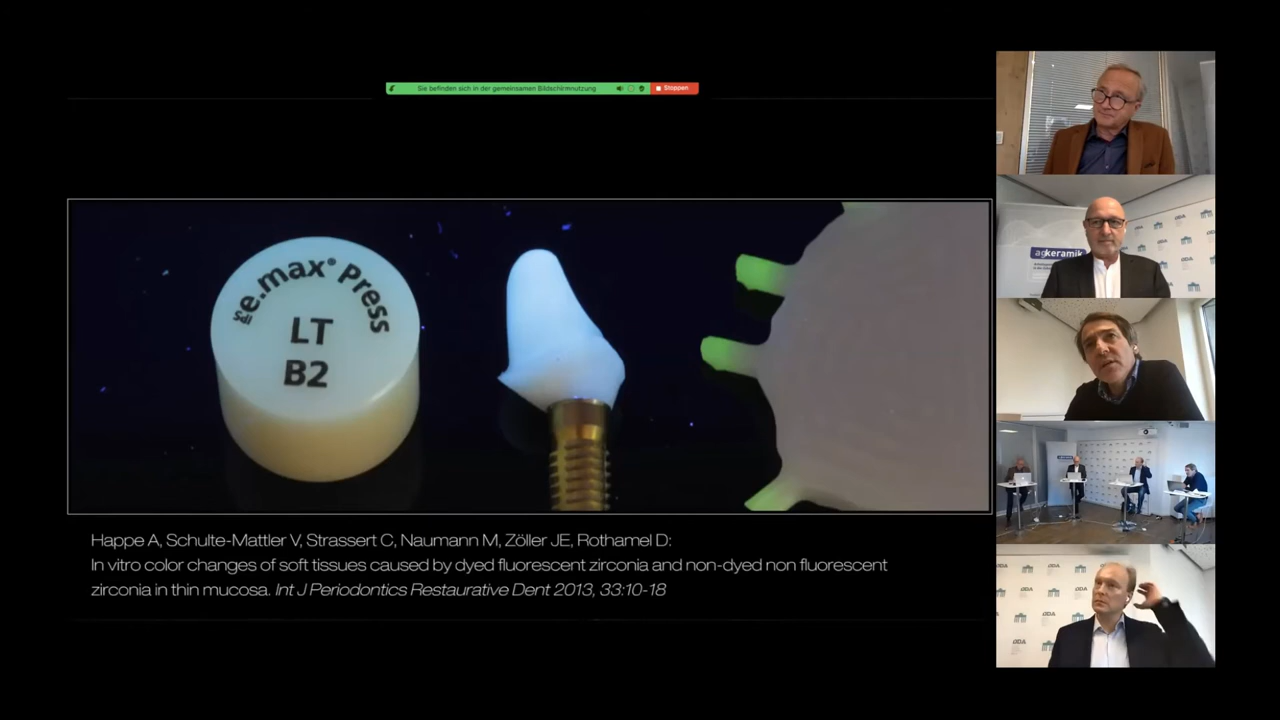 Sie befinden sich in der gemeinsamen Bildschirmnutzung
Stoppen
IPS e.max® Press
LT
B2
Happe A, Schulte-Mattler V, Strassert C, Naumann M, Zöller JE, Rothamel D:
In vitro color changes of soft tissues caused by dyed fluorescent zirconia and non-dyed non fluorescent
zirconia in thin mucosa. Int J Periodontics Restaurative Dent 2013, 33:10-18
agkeramik